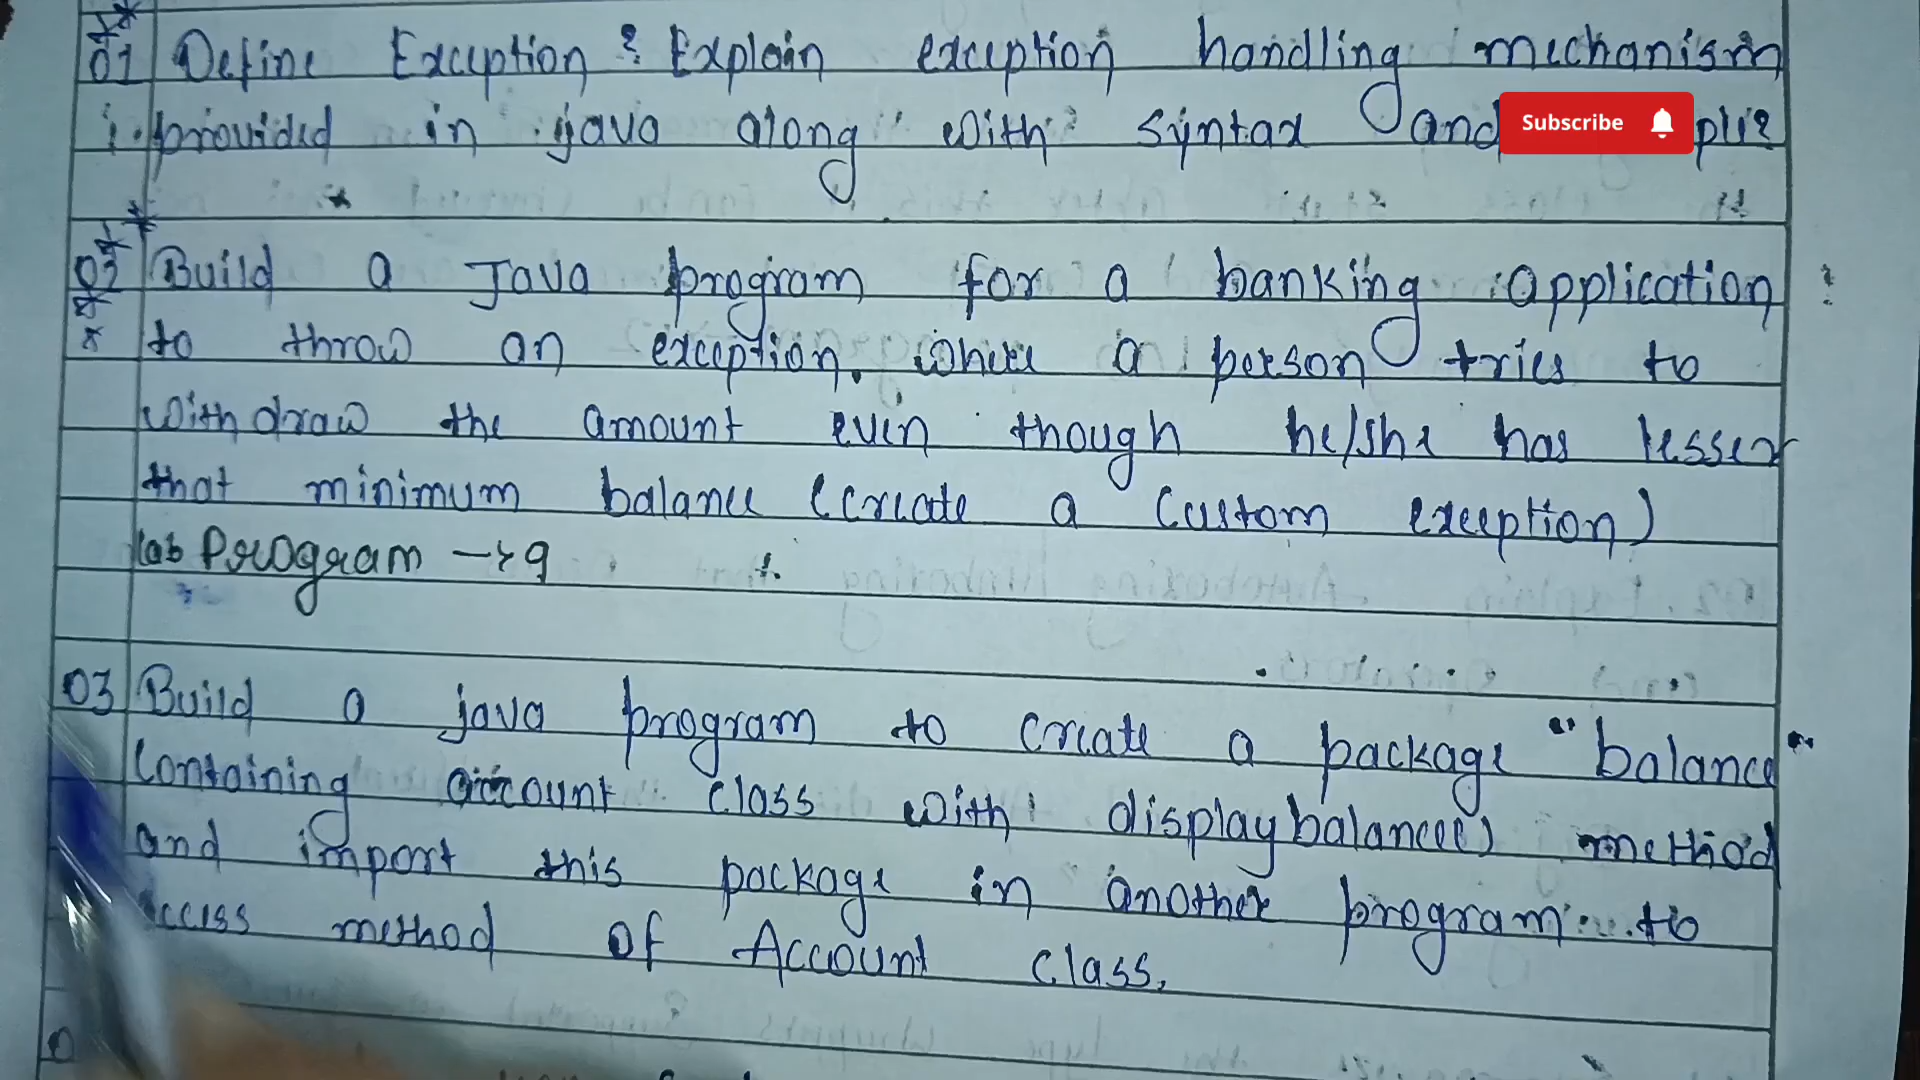 01 Define Exception? Explain exception handling mechanism
provided in java along with syntax and
Subscribe
02 Build a Java program for a banking application
to throw an exception. where a person tries to
withdraw the amount even though he/she has lesser
that minimum balance (create a custom exception)
lab Program → 9
03 Build a java program to create a package "balance"
Containing account class with displaybalance() method
and import this package in another program to
access method of Account class.